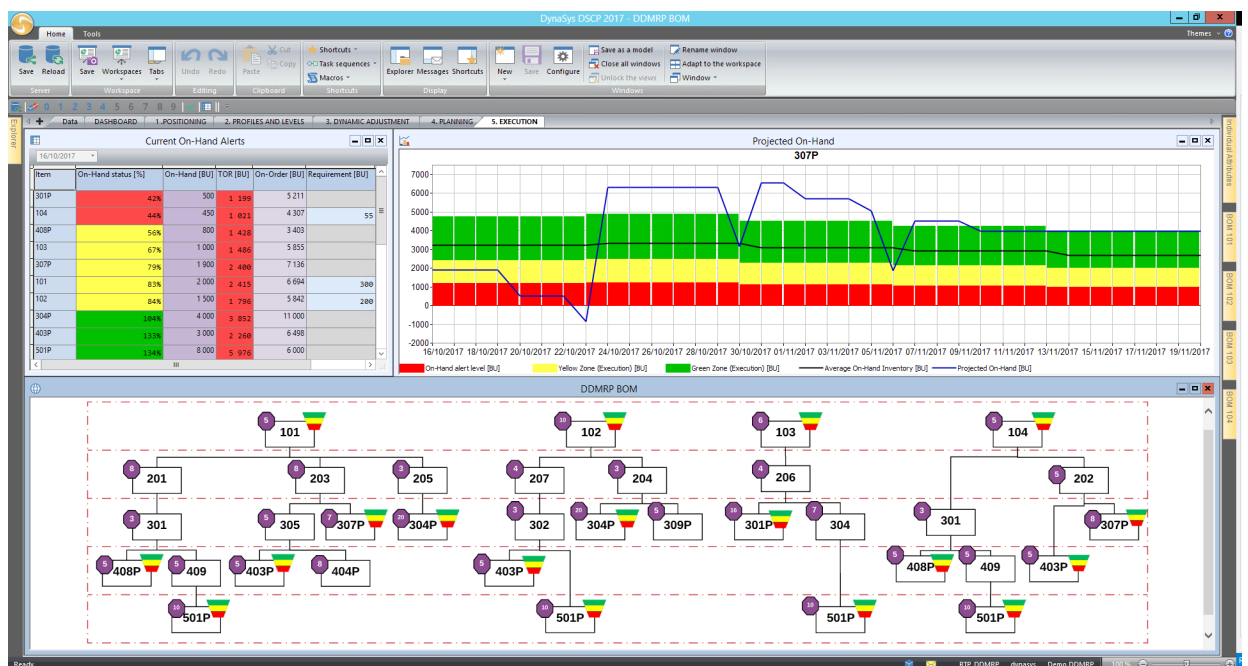 DynaSys DSCP 2017 - DDMRP BOM
Home Tools Themes
Save Reload Save Workspaces Tabs Undo Redo Paste Cut Copy Shortcuts Task sequences Macros Explorer Messages Shortcuts New Save Configure Save as a model Close all windows Unlock the views Rename window Adapt to the workspace Window
Server Workspace Editing Clipboard Shortcuts Display Windows
0 1 2 3 4 5 6 7 8 9
Data DASHBOARD 1 .POSITIONING 2. PROFILES AND LEVELS 3. DYNAMIC ADJUSTMENT 4. PLANNING 5. EXECUTION
Explorer
Current On-Hand Alerts
16/10/2017
Item On-Hand status [%] On-Hand [BU] TOR [BU] On-Order [BU] Requirement [BU]
301P 42% 500 1 199 5 211
104 44% 450 1 021 4 307 55
408P 56% 800 1 428 3 403
103 67% 1 000 1 486 5 855
307P 79% 1 900 2 400 7 136
101 83% 2 000 2 415 6 694 300
102 84% 1 500 1 796 5 842 200
304P 104% 4 000 3 852 11 000
403P 133% 3 000 2 260 6 498
501P 134% 8 000 5 976 6 000
Projected On-Hand
307P
7000
6000
5000
4000
3000
2000
1000
0
-1000
-2000
16/10/2017 18/10/2017 20/10/2017 22/10/2017 24/10/2017 26/10/2017 28/10/2017 30/10/2017 01/11/2017 03/11/2017 05/11/2017 07/11/2017 09/11/2017 11/11/2017 13/11/2017 15/11/2017 17/11/2017 19/11/2017
On-Hand alert level [BU] Yellow Zone (Execution) [BU] Green Zone (Execution) [BU] Average On-Hand Inventory [BU] Projected On-Hand [BU]
Individual Attributes
BOM 101
BOM 102
BOM 103
BOM 104
DDMRP BOM
5 101 10 102 6 103 5 104
8 201 8 203 3 205 4 207 3 204 4 206 5 202
3 301 5 305 7 307P 20 304P 3 302 20 304P 5 309P 16 301P 7 304 3 301 8 307P
5 408P 5 409 5 403P 8 404P 5 403P 5 408P 5 409 5 403P
10 501P 10 501P 10 501P 10 501P
Ready RTP_DDMRP dynasys Demo DDMRP 100 %